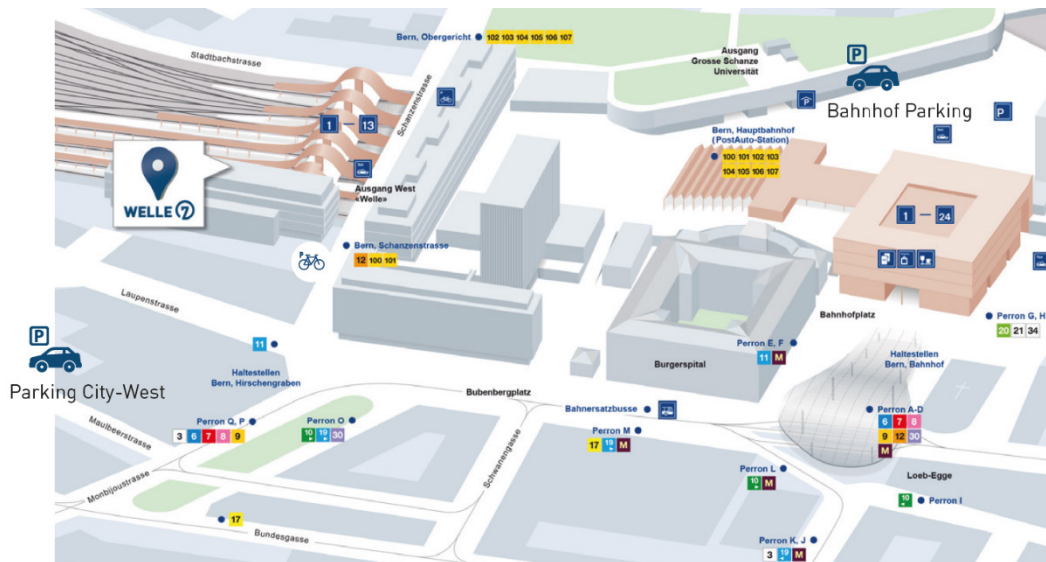 Bern, Obergericht 102 103 104 105 106 107
Stadtbachstrasse
Schanzenstrasse
Ausgang
Grosse Schanze
Universität
P
Bahnhof Parking
P
P
1 — 13
WELLE 7
Ausgang West
«Welle»
Bern, Hauptbahnhof
(PostAuto-Station)
100 101 102 103
104 105 106 107
1 — 24
Bern, Schanzenstrasse
12 100 101
Laupenstrasse
P
Parking City-West
11
Haltestellen
Bern, Hirschengraben
Bahnhofplatz
Perron G, H
20 21 34
Perron E, F
11 M
Burgerspital
Haltestellen
Bern, Bahnhof
Bubenbergplatz
Bahnersatzbusse
Perron Q, P
3 6 7 8 9
Perron O
10 19 30
Maulbeerstrasse
Monbijoustrasse
Schwanengasse
Perron M
17 19 M
Perron A-D
6 7 8
9 12 30
M
Perron L
10 M
Loeb-Egge
10 Perron I
17
Bundesgasse
Perron K, J
3 19 M